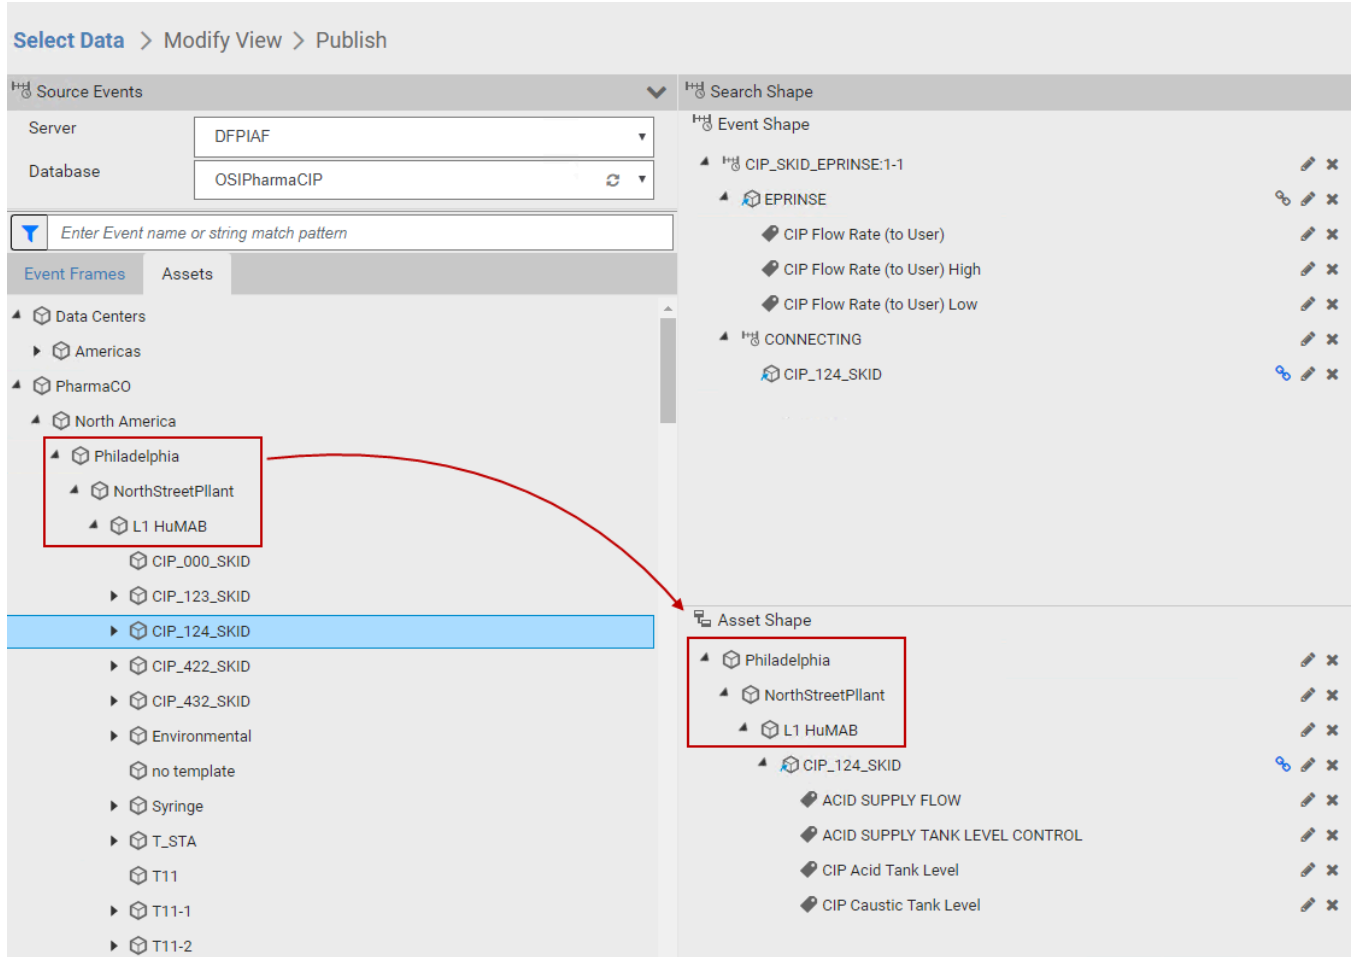 Select Data > Modify View > Publish
Source Events
Server
DFPIAF
Database
OSIPharmaCIP
Enter Event name or string match pattern
Event Frames
Assets
Data Centers
Americas
PharmaCO
North America
Philadelphia
NorthStreetPllant
L1 HuMAB
CIP_000_SKID
CIP_123_SKID
CIP_124_SKID
CIP_422_SKID
CIP_432_SKID
Environmental
no template
Syringe
T_STA
T11
T11-1
T11-2
Search Shape
Event Shape
CIP_SKID_EPRINSE:1-1
EPRINSE
CIP Flow Rate (to User)
CIP Flow Rate (to User) High
CIP Flow Rate (to User) Low
CONNECTING
CIP_124_SKID
Asset Shape
Philadelphia
NorthStreetPllant
L1 HuMAB
CIP_124_SKID
ACID SUPPLY FLOW
ACID SUPPLY TANK LEVEL CONTROL
CIP Acid Tank Level
CIP Caustic Tank Level